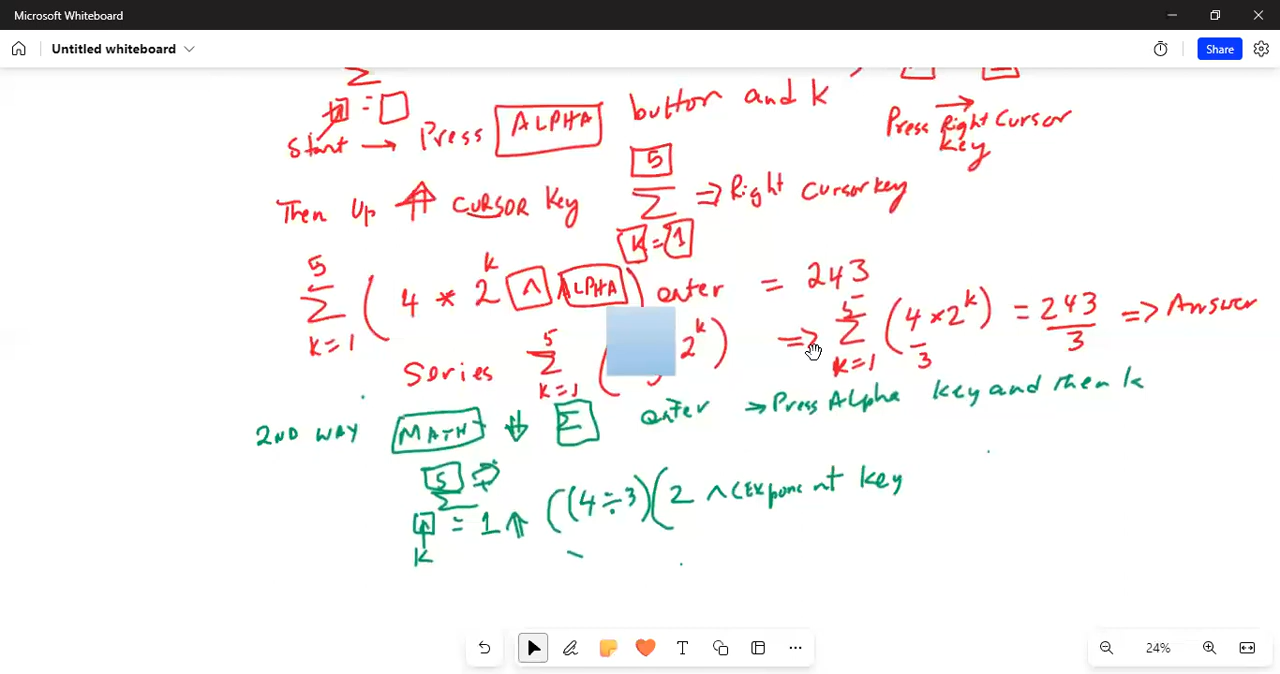 Microsoft Whiteboard
Untitled whiteboard
Share
Σ
=
Start → Press ALPHA button and k
Press Right Cursor Key
Then Up CURSOR Key
5 Σ k=1 ⇒ Right Cursor key
5 Σ k=1 ( 4 * 2^k ^ ALPHA ) enter = 243
Series 5 Σ k=1 ( 2^k ) ⇒ 5 Σ k=1 (4/3 * 2^k) = 243/3 ⇒ Answer
2ND WAY MATH ↓ Σ enter → Press Alpha Key and then k
5 Σ = 1 ↑ ((4÷3)(2 ^(Exponent Key
k
24%